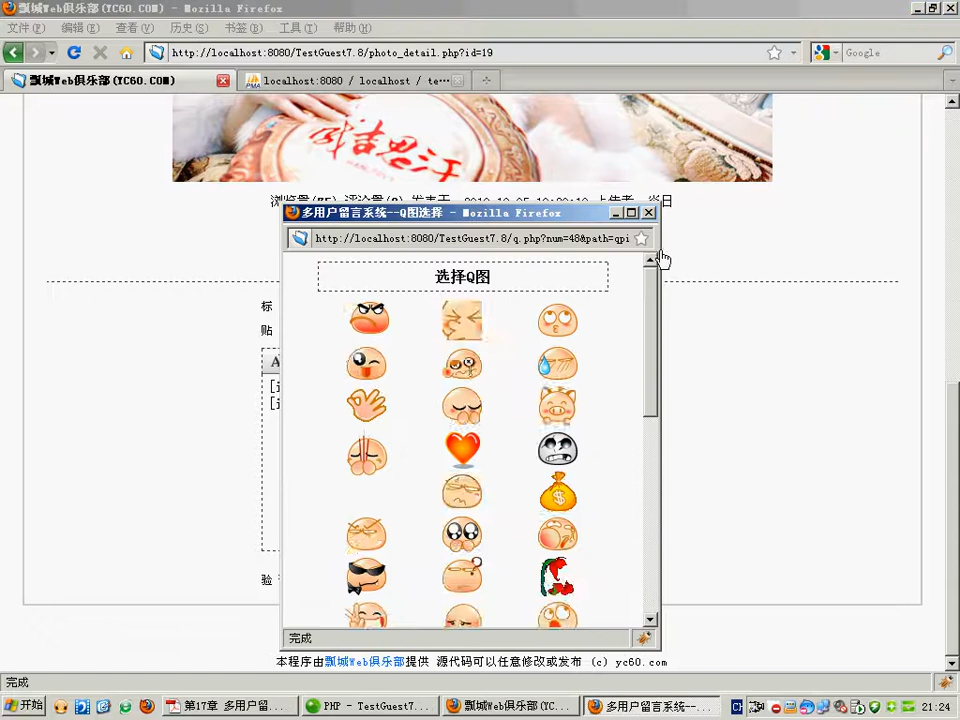 飘城Web俱乐部(YC60.COM) - Mozilla Firefox
文件(F) 编辑(E) 查看(V) 历史(S) 书签(B) 工具(T) 帮助(H)
http://localhost:8080/TestGuest7.8/photo_detail.php?id=19
Google
飘城Web俱乐部(YC60.COM)
localhost:8080 / localhost / te...
多用户留言系统--Q图选择 - Mozilla Firefox
http://localhost:8080/TestGuest7.8/q.php?num=48&path=qpi
选择Q图
标
贴
验
完成
本程序由飘城Web俱乐部提供 源代码可以任意修改或发布 (c) yc60.com
完成
开始
第17章 多用户留...
PHP - TestGuest7....
飘城Web俱乐部(YC...
多用户留言系统--...
21:24